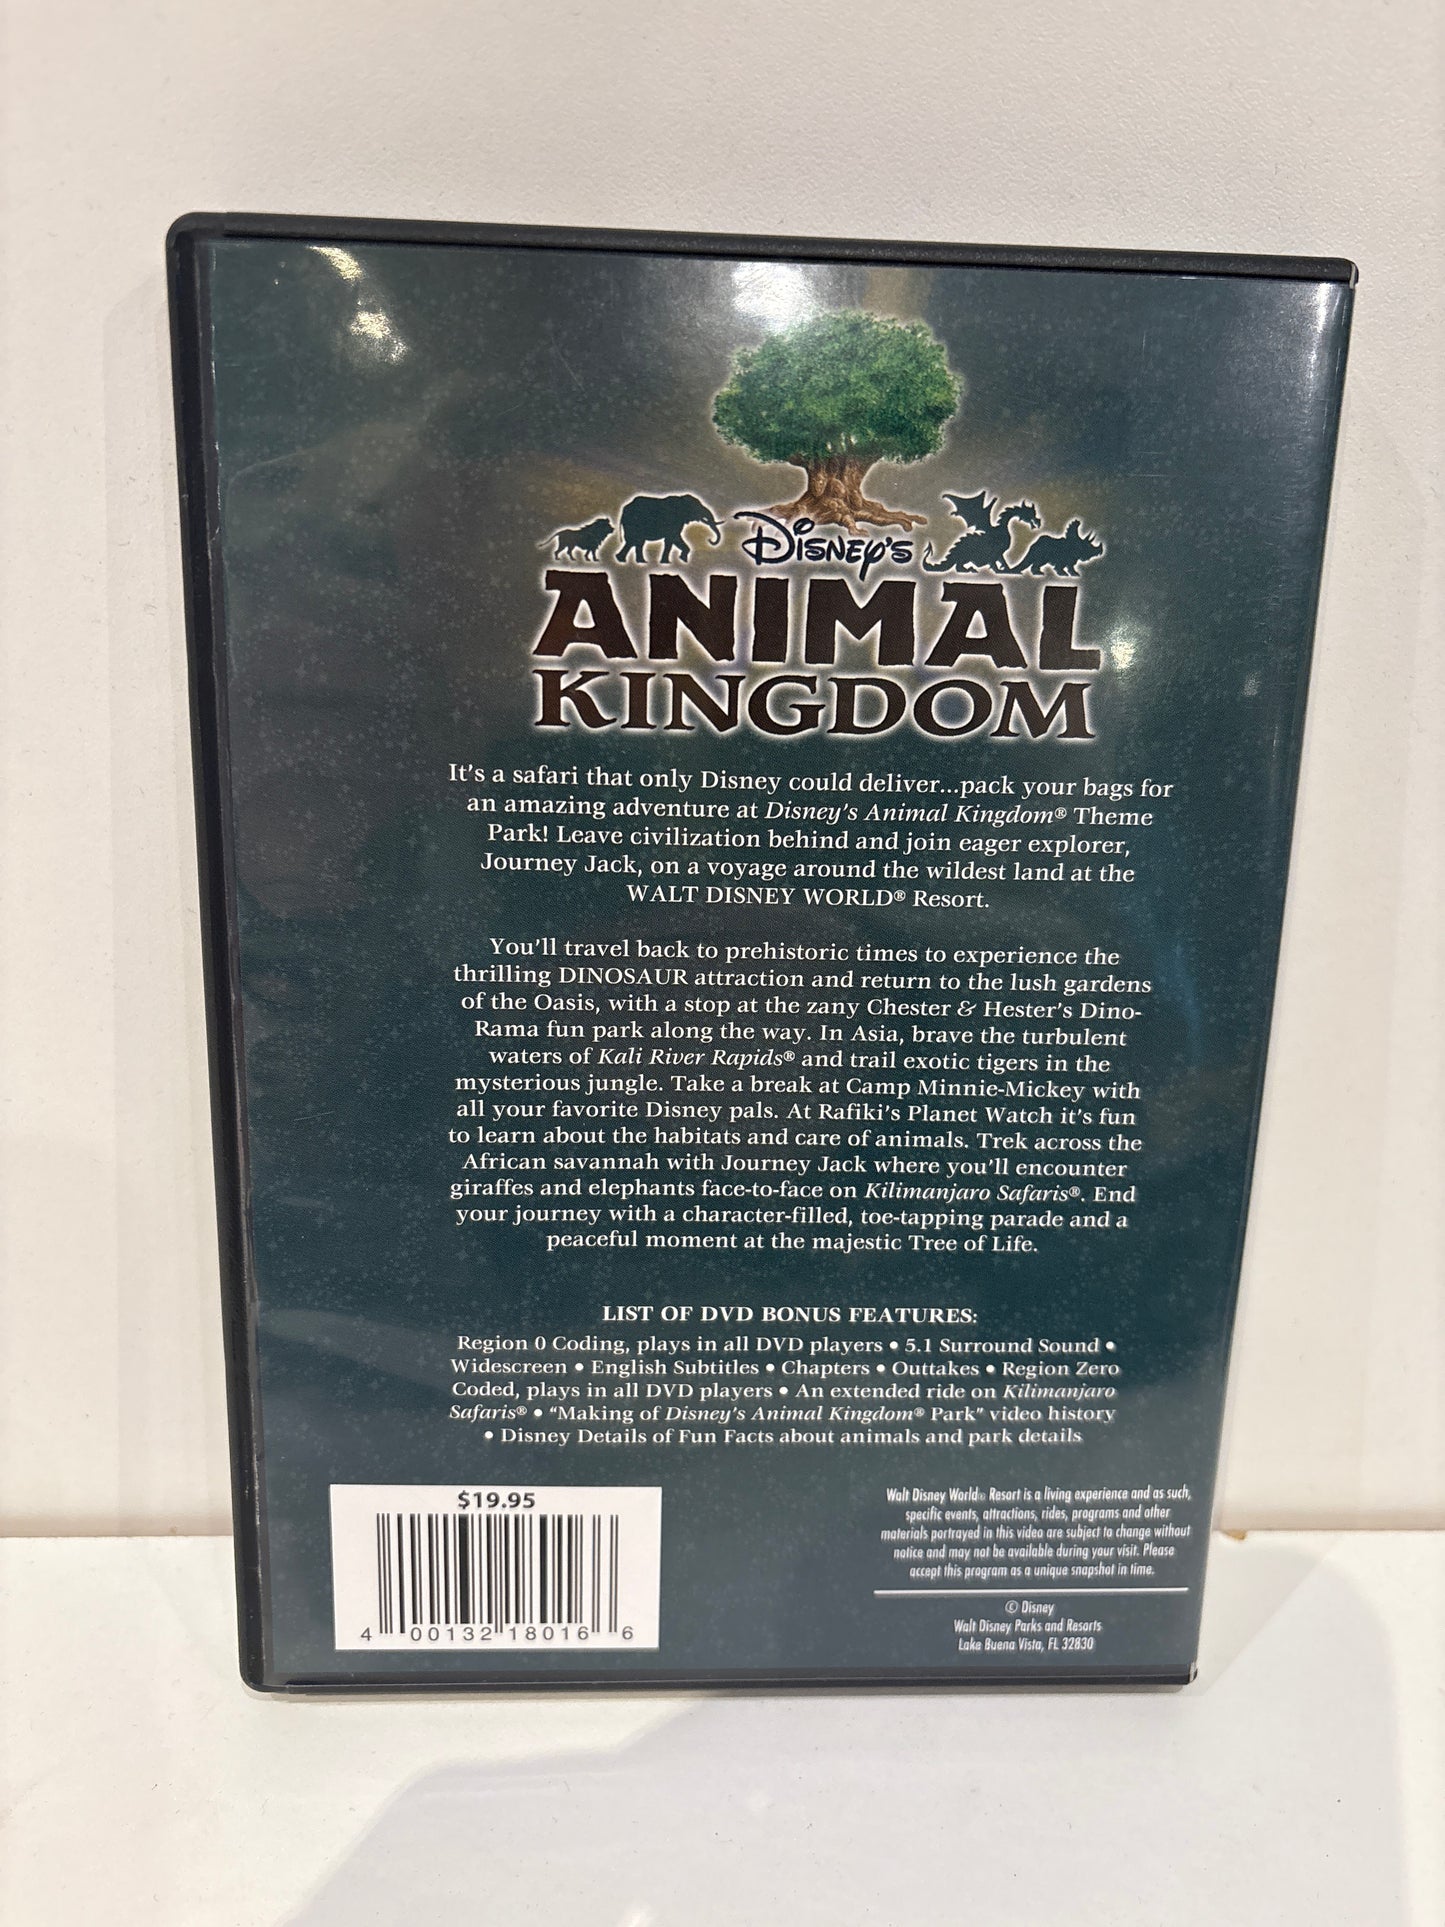 Disney's
ANIMAL
KINGDOM
It's a safari that only Disney could deliver...pack your bags for
an amazing adventure at Disney's Animal Kingdom® Theme
Park! Leave civilization behind and join eager explorer,
Journey Jack, on a voyage around the wildest land at the
WALT DISNEY WORLD® Resort.
You'll travel back to prehistoric times to experience the
thrilling DINOSAUR attraction and return to the lush gardens
of the Oasis, with a stop at the zany Chester & Hester's Dino-
Rama fun park along the way. In Asia, brave the turbulent
waters of Kali River Rapids® and trail exotic tigers in the
mysterious jungle. Take a break at Camp Minnie-Mickey with
all your favorite Disney pals. At Rafiki's Planet Watch it's fun
to learn about the habitats and care of animals. Trek across the
African savannah with Journey Jack where you'll encounter
giraffes and elephants face-to-face on Kilimanjaro Safaris®. End
your journey with a character-filled, toe-tapping parade and a
peaceful moment at the majestic Tree of Life.
LIST OF DVD BONUS FEATURES:
Region 0 Coding, plays in all DVD players • 5.1 Surround Sound •
Widescreen • English Subtitles • Chapters • Outtakes • Region Zero
Coded, plays in all DVD players • An extended ride on Kilimanjaro
Safaris® • "Making of Disney's Animal Kingdom® Park" video history
• Disney Details of Fun Facts about animals and park details
$19.95
4 00132 18016 6
Walt Disney World® Resort is a living experience and as such,
specific events, attractions, rides, programs and other
materials portrayed in this video are subject to change without
notice and may not be available during your visit. Please
accept this program as a unique snapshot in time.
© Disney
Walt Disney Parks and Resorts
Lake Buena Vista, FL 32830